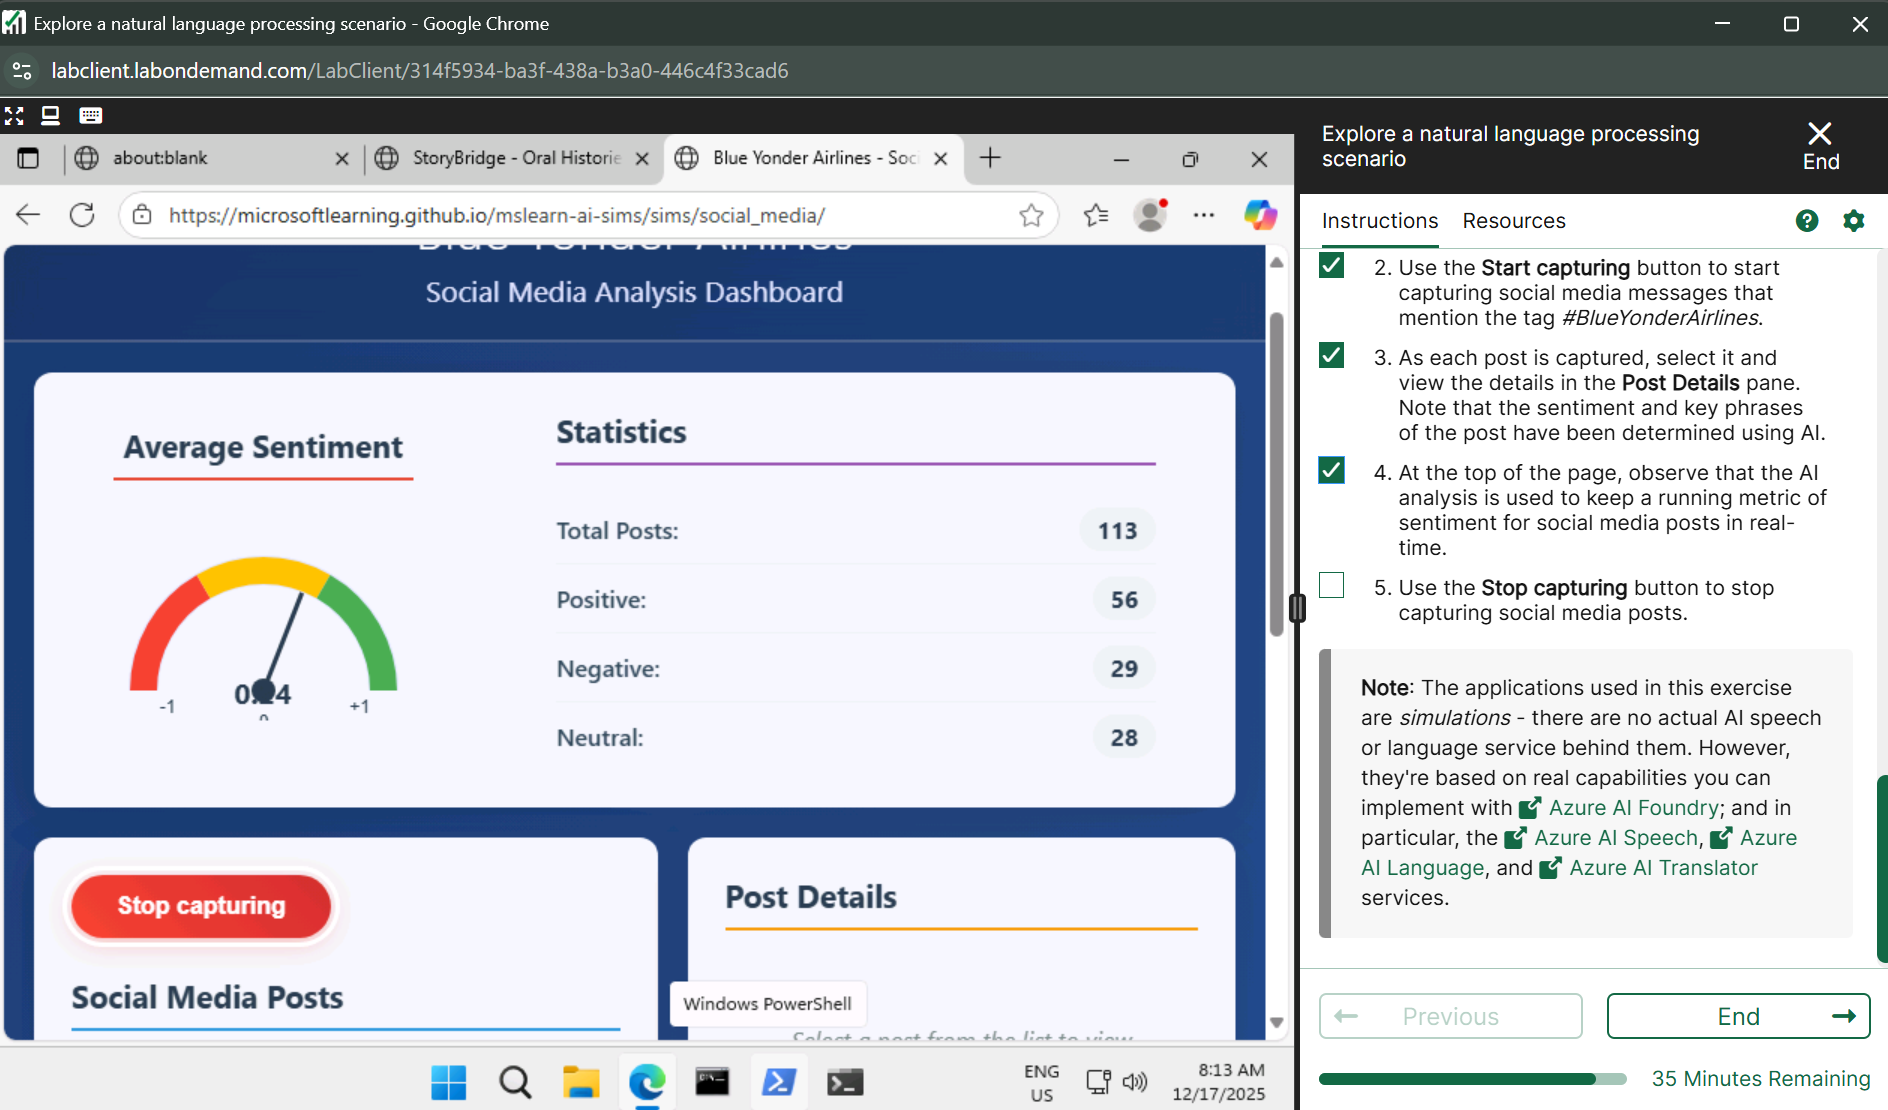 Explore a natural language processing scenario - Google Chrome
labclient.labondemand.com/LabClient/314f5934-ba3f-438a-b3a0-446c4f33cad6
about:blank
StoryBridge - Oral Historie
Blue Yonder Airlines - Soc
https://microsoftlearning.github.io/mslearn-ai-sims/sims/social_media/
Blue Yonder Airlines
Social Media Analysis Dashboard
Average Sentiment
-1
0
+1
Statistics
Total Posts: 113
Positive: 56
Negative: 29
Neutral: 28
Stop capturing
Social Media Posts
Post Details
Select a post from the list to view
Windows PowerShell
ENG
US
8:13 AM
12/17/2025
Explore a natural language processing
scenario
End
Instructions Resources
2. Use the Start capturing button to start
capturing social media messages that
mention the tag #BlueYonderAirlines.
3. As each post is captured, select it and
view the details in the Post Details pane.
Note that the sentiment and key phrases
of the post have been determined using AI.
4. At the top of the page, observe that the AI
analysis is used to keep a running metric of
sentiment for social media posts in real-
time.
5. Use the Stop capturing button to stop
capturing social media posts.
Note: The applications used in this exercise
are simulations - there are no actual AI speech
or language service behind them. However,
they're based on real capabilities you can
implement with Azure AI Foundry; and in
particular, the Azure AI Speech, Azure
AI Language, and Azure AI Translator
services.
Previous
End
35 Minutes Remaining